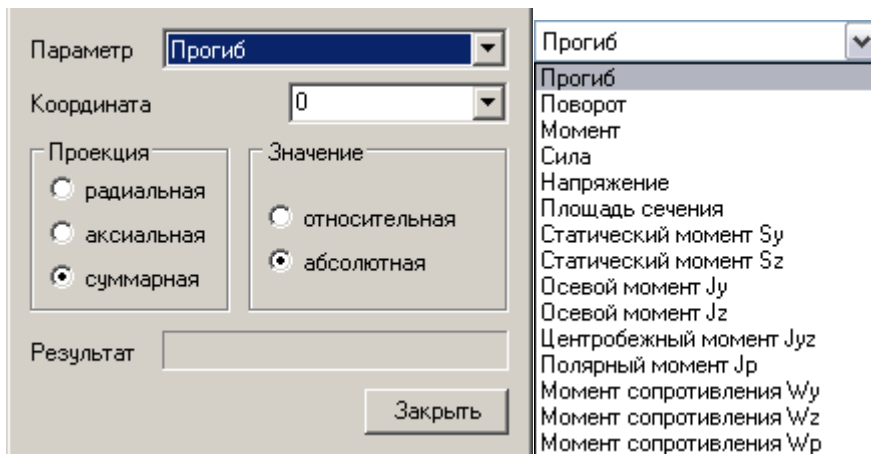 Параметр Прогиб
Координата 0
Проекция
радиальная
аксиальная
суммарная
Значение
относительная
абсолютная
Результат
Закрыть
Прогиб
Прогиб
Поворот
Момент
Сила
Напряжение
Площадь сечения
Статический момент Sy
Статический момент Sz
Осевой момент Jy
Осевой момент Jz
Центробежный момент Jyz
Полярный момент Jp
Момент сопротивления Wy
Момент сопротивления Wz
Момент сопротивления Wp